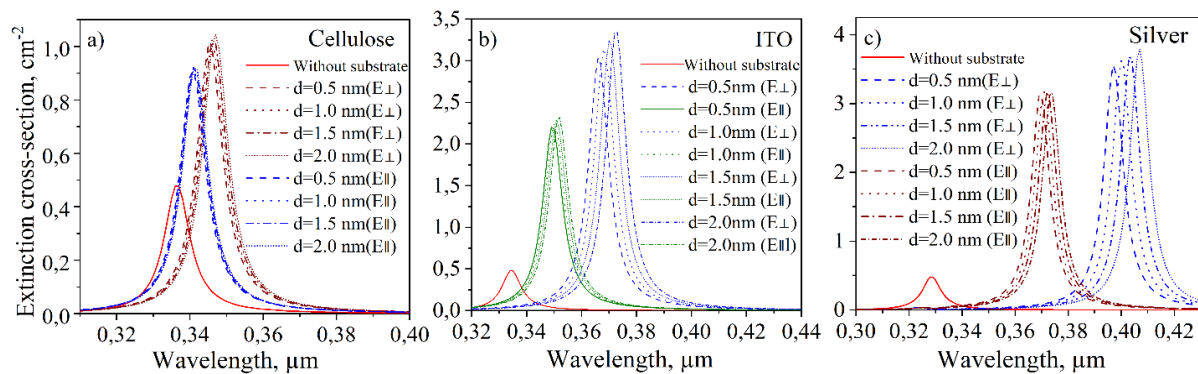 Extinction cross-section, cm⁻²
a)
Cellulose
Without substrate
d=0.5 nm(E⊥)
d=1.0 nm(E⊥)
d=1.5 nm(E⊥)
d=2.0 nm(E⊥)
d=0.5 nm(E∥)
d=1.0 nm(E∥)
d=1.5 nm(E∥)
d=2.0 nm(E∥)
1,0
0,8
0,6
0,4
0,2
0,0
0,32
0,34
0,36
0,38
0,40
Wavelength, µm
b)
ITO
Without substrate
d=0.5nm (E⊥)
d=0.5nm (E∥)
d=1.0nm (E⊥)
d=1.0nm (E∥)
d=1.5nm (E⊥)
d=1.5nm (E∥)
d=2.0nm (E⊥)
d=2.0nm (E∥l)
3,5
3,0
2,5
2,0
1,5
1,0
0,5
0,0
0,32
0,34
0,36
0,38
0,40
0,42
0,44
Wavelength, µm
c)
Silver
Without substrate
d=0.5 nm (E⊥)
d=1.0 nm (E⊥)
d=1.5 nm (E⊥)
d=2.0 nm (E⊥)
d=0.5 nm (E∥)
d=1.0 nm (E∥)
d=1.5 nm (E∥)
d=2.0 nm (E∥)
4
3
2
1
0
0,30
0,32
0,34
0,36
0,38
0,40
0,42
Wavelength, µm